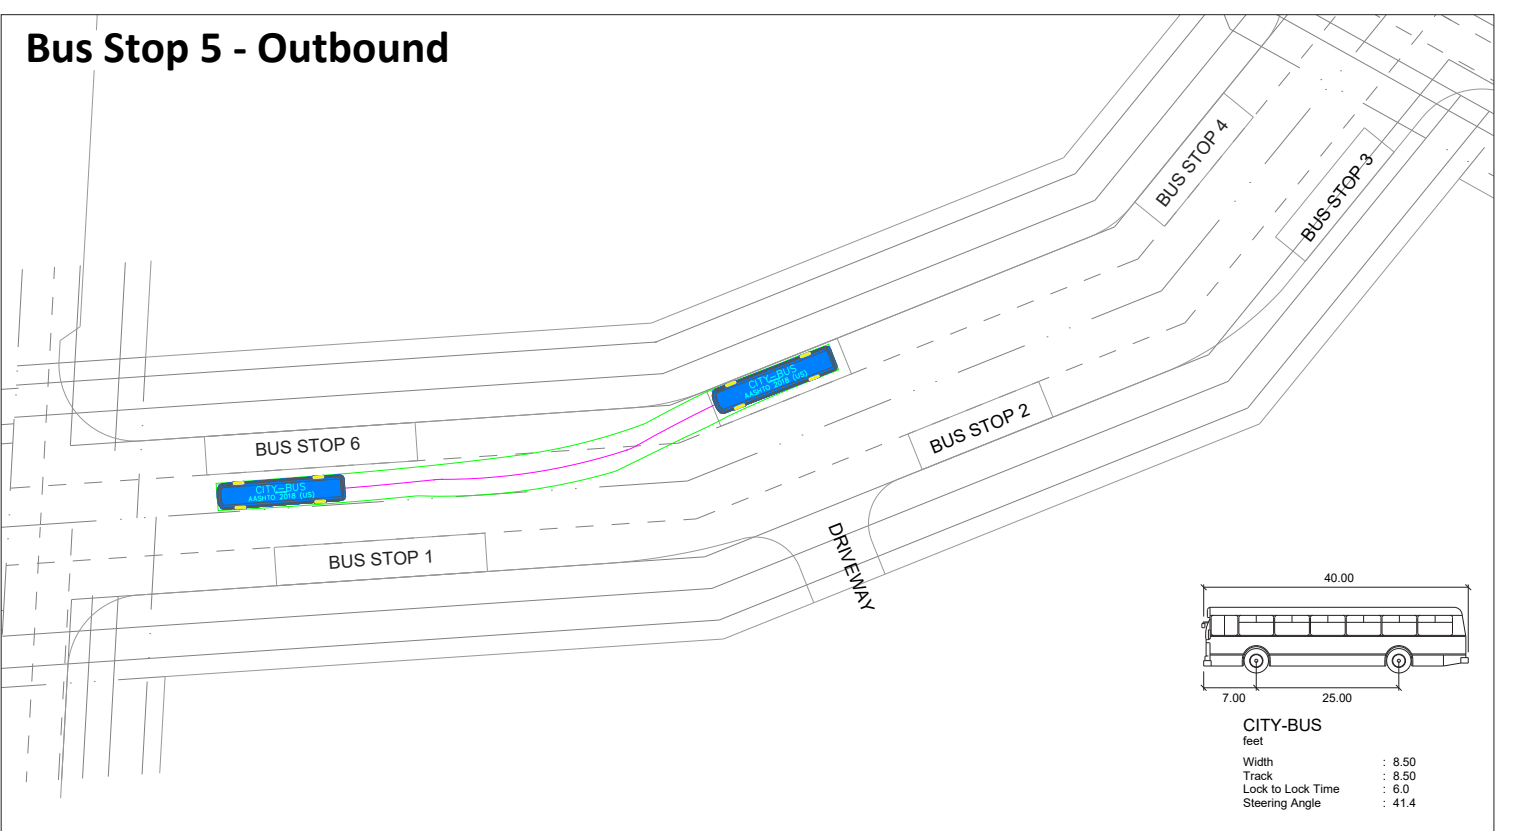 Bus Stop 5 - Outbound
BUS STOP 4
BUS STOP 3
CITY-BUS
AASHTO 2018 (US)
BUS STOP 2
BUS STOP 6
CITY-BUS
AASHTO 2018 (US)
BUS STOP 1
DRIVEWAY
40.00
7.00
25.00
CITY-BUS
feet
Width : 8.50
Track : 8.50
Lock to Lock Time : 6.0
Steering Angle : 41.4